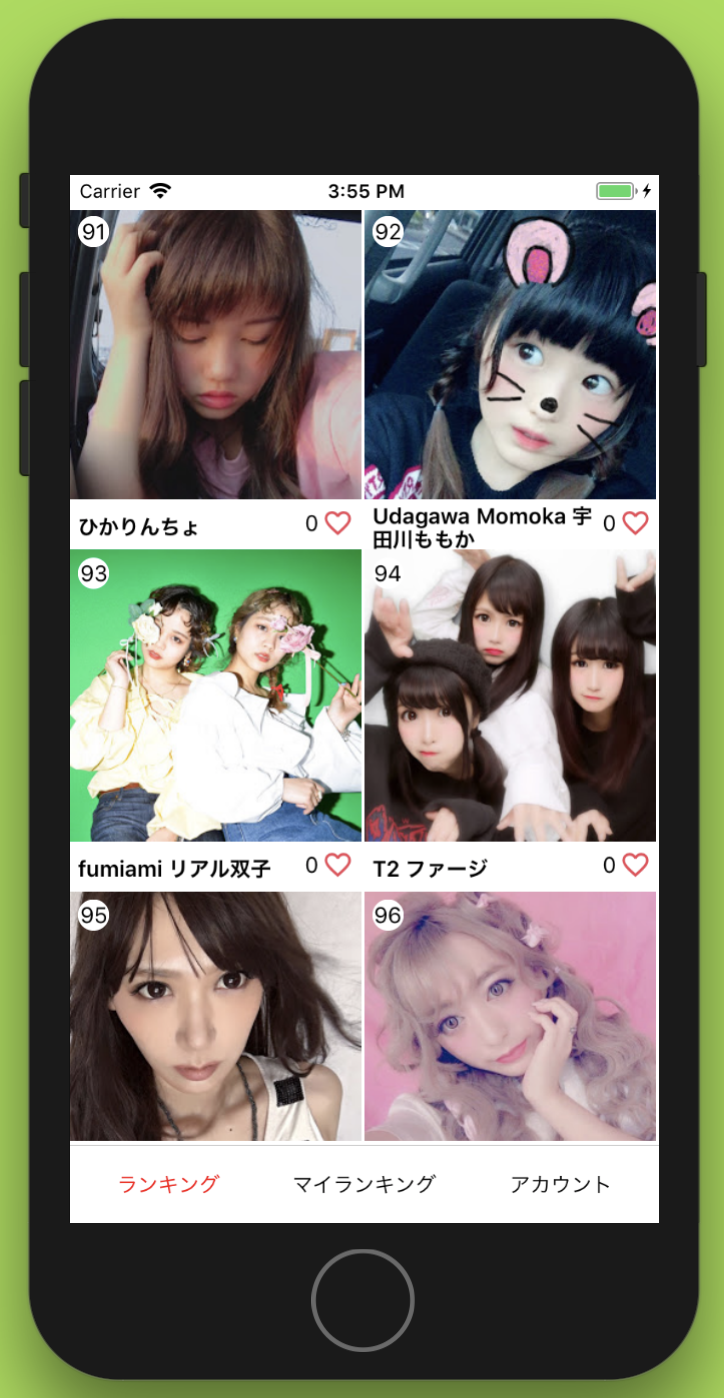 Carrier 3:55 PM
91
92
ひかりんちょ 0
Udagawa Momoka 宇
田川ももか 0
93
94
fumiami リアル双子 0
T2 ファージ 0
95
96
ランキング マイランキング アカウント